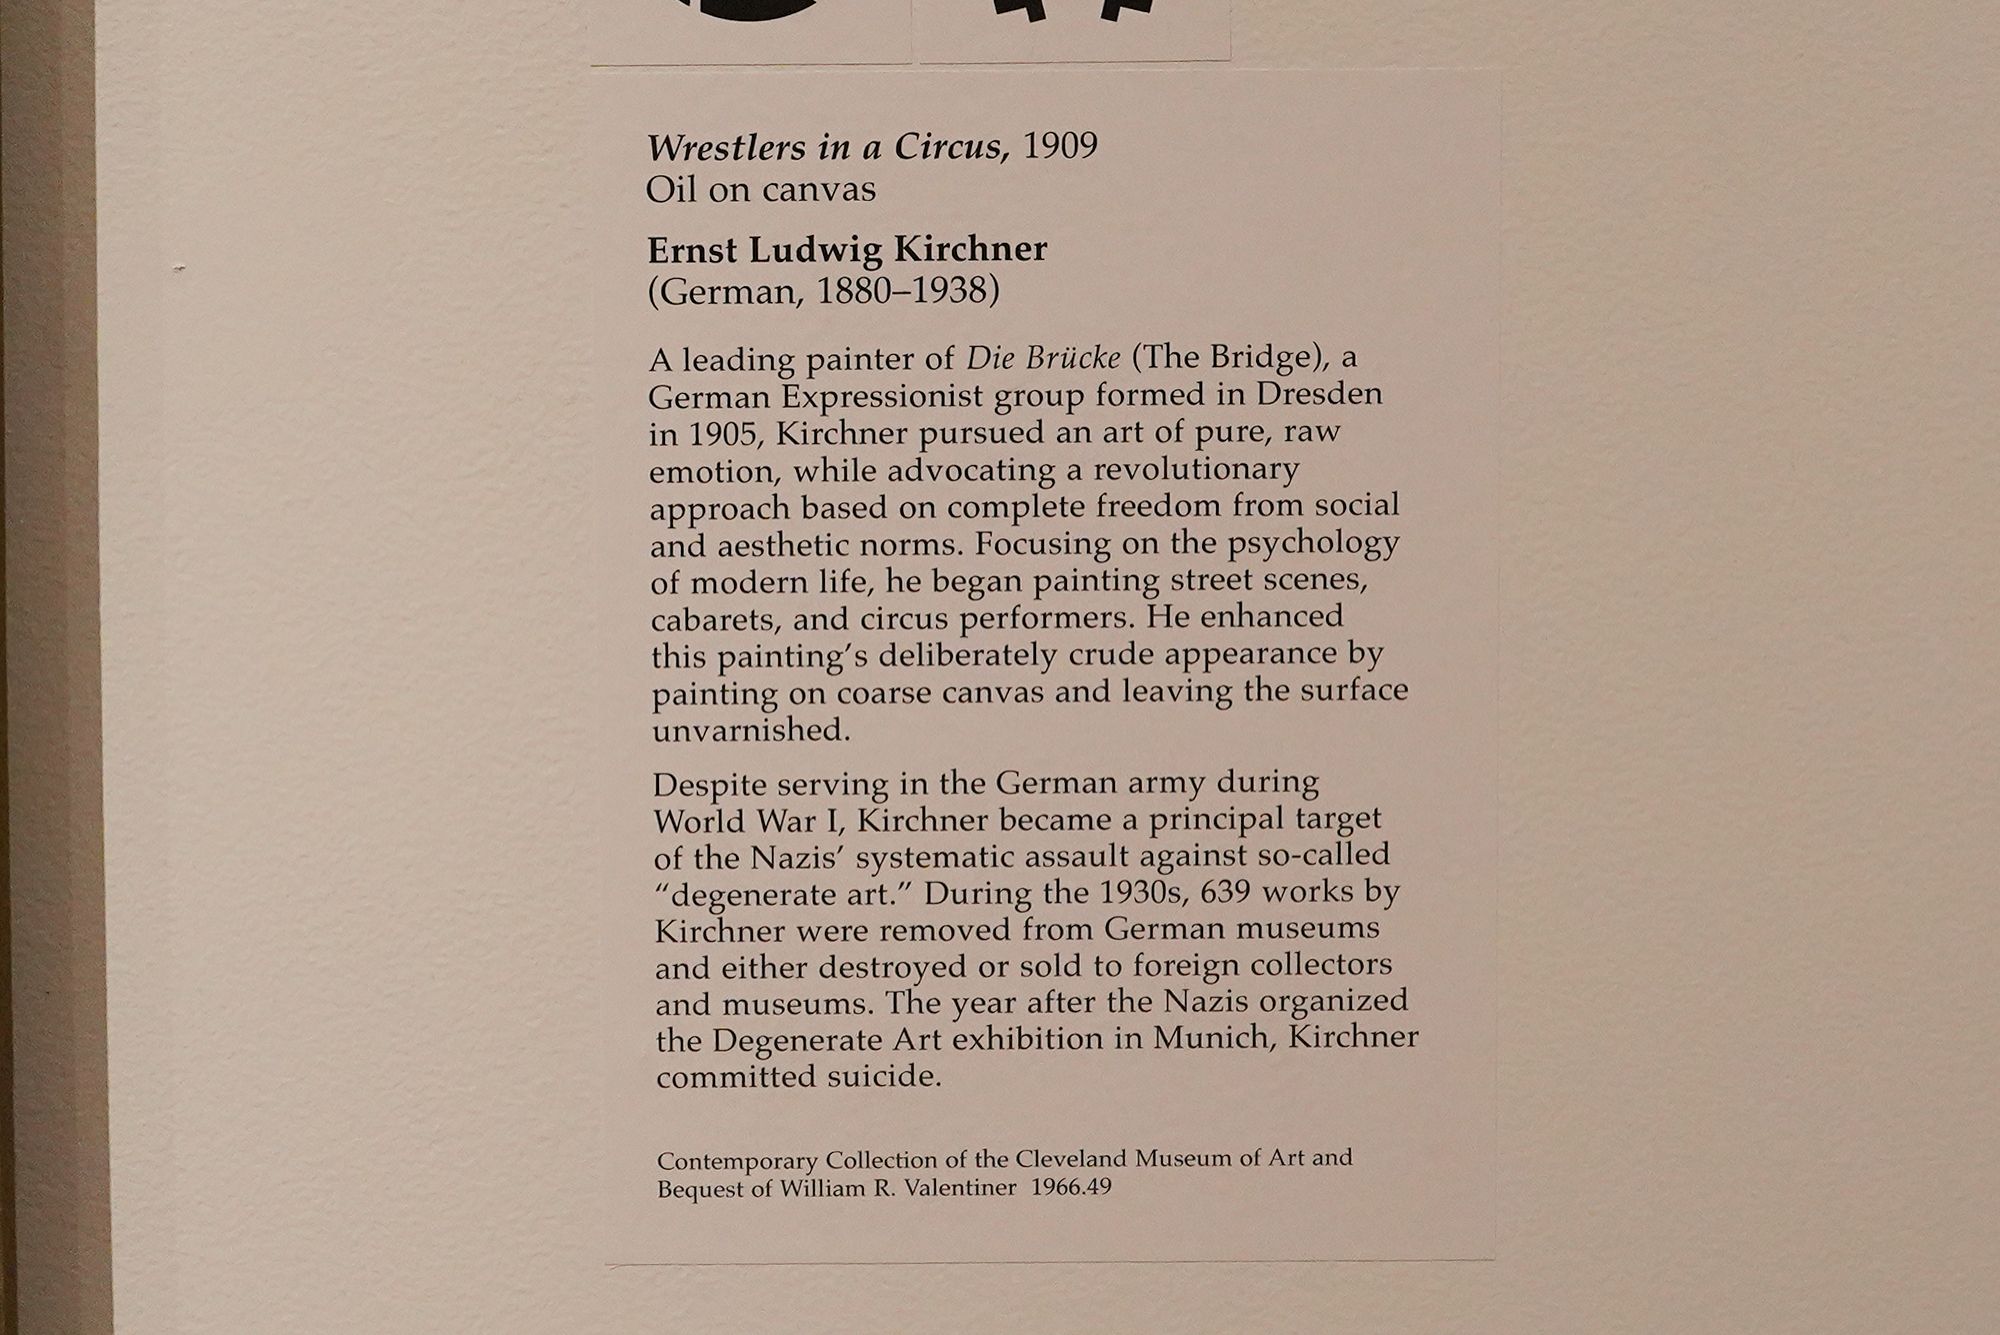 Wrestlers in a Circus, 1909
Oil on canvas
Ernst Ludwig Kirchner
(German, 1880–1938)
A leading painter of Die Brücke (The Bridge), a
German Expressionist group formed in Dresden
in 1905, Kirchner pursued an art of pure, raw
emotion, while advocating a revolutionary
approach based on complete freedom from social
and aesthetic norms. Focusing on the psychology
of modern life, he began painting street scenes,
cabarets, and circus performers. He enhanced
this painting's deliberately crude appearance by
painting on coarse canvas and leaving the surface
unvarnished.
Despite serving in the German army during
World War I, Kirchner became a principal target
of the Nazis' systematic assault against so-called
“degenerate art.” During the 1930s, 639 works by
Kirchner were removed from German museums
and either destroyed or sold to foreign collectors
and museums. The year after the Nazis organized
the Degenerate Art exhibition in Munich, Kirchner
committed suicide.
Contemporary Collection of the Cleveland Museum of Art and
Bequest of William R. Valentiner 1966.49